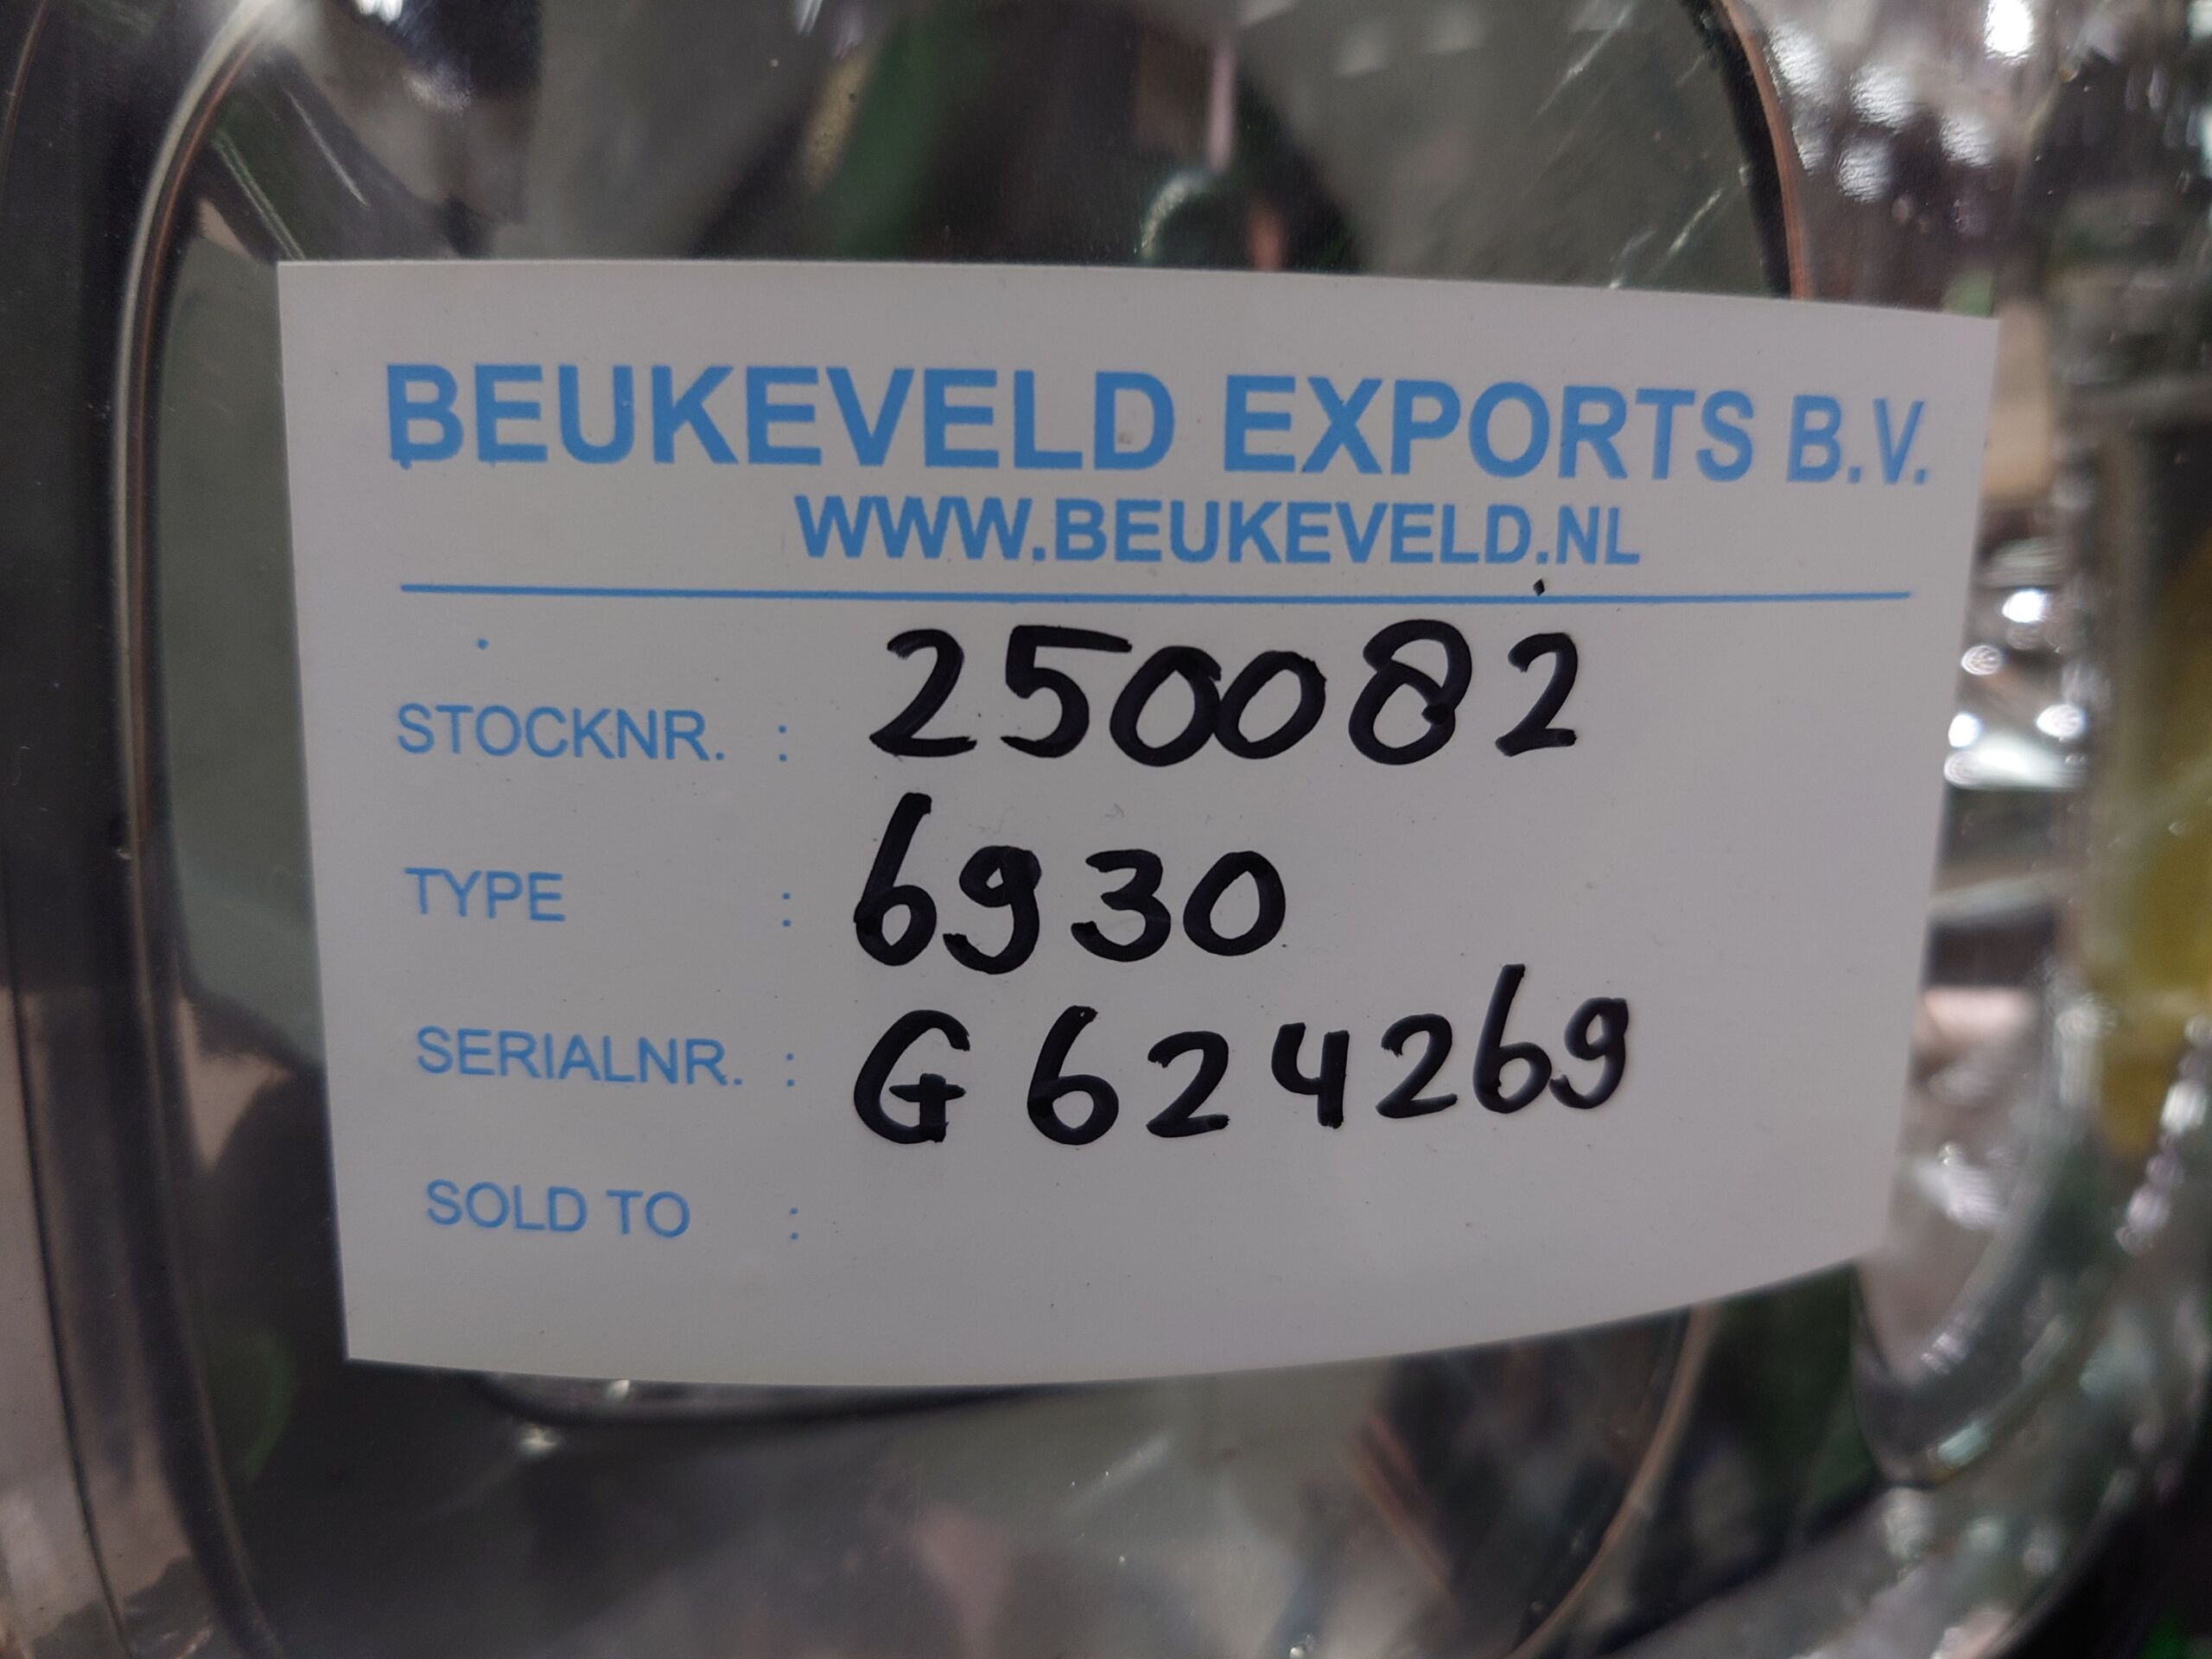 BEUKEVELD EXPORTS B.V.
WWW.BEUKEVELD.NL
STOCKNR. : 250082
TYPE : 6930
SERIALNR. : G624269
SOLD TO :